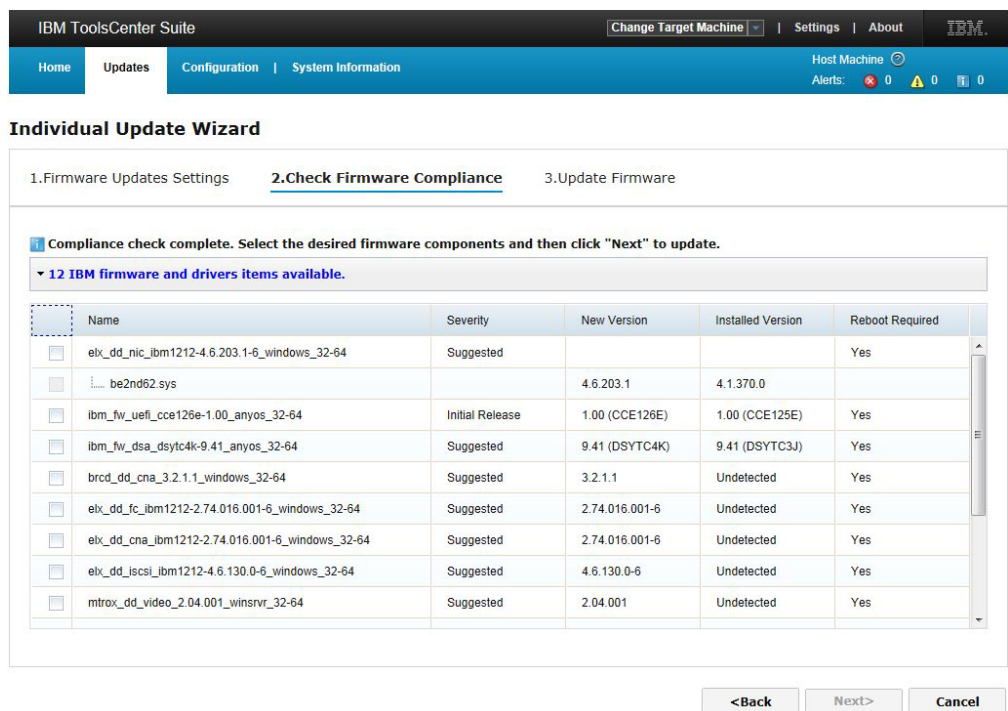 IBM ToolsCenter Suite
Change Target Machine | Settings | About IBM.
Home Updates Configuration | System Information
Host Machine ?
Alerts: 0 0 0
Individual Update Wizard
1.Firmware Updates Settings 2.Check Firmware Compliance 3.Update Firmware
Compliance check complete. Select the desired firmware components and then click "Next" to update.
12 IBM firmware and drivers items available.
Name Severity New Version Installed Version Reboot Required
elx_dd_nic_ibm1212-4.6.203.1-6_windows_32-64 Suggested Yes
be2nd62.sys 4.6.203.1 4.1.370.0
ibm_fw_uefi_cce126e-1.00_anyos_32-64 Initial Release 1.00 (CCE126E) 1.00 (CCE125E) Yes
ibm_fw_dsa_dsytc4k-9.41_anyos_32-64 Suggested 9.41 (DSYTC4K) 9.41 (DSYTC3J) Yes
brcd_dd_cna_3.2.1.1_windows_32-64 Suggested 3.2.1.1 Undetected Yes
elx_dd_fc_ibm1212-2.74.016.001-6_windows_32-64 Suggested 2.74.016.001-6 Undetected Yes
elx_dd_cna_ibm1212-2.74.016.001-6_windows_32-64 Suggested 2.74.016.001-6 Undetected Yes
elx_dd_iscsi_ibm1212-4.6.130.0-6_windows_32-64 Suggested 4.6.130.0-6 Undetected Yes
mtrox_dd_video_2.04.001_winsrvr_32-64 Suggested 2.04.001 Undetected Yes
<Back Next> Cancel